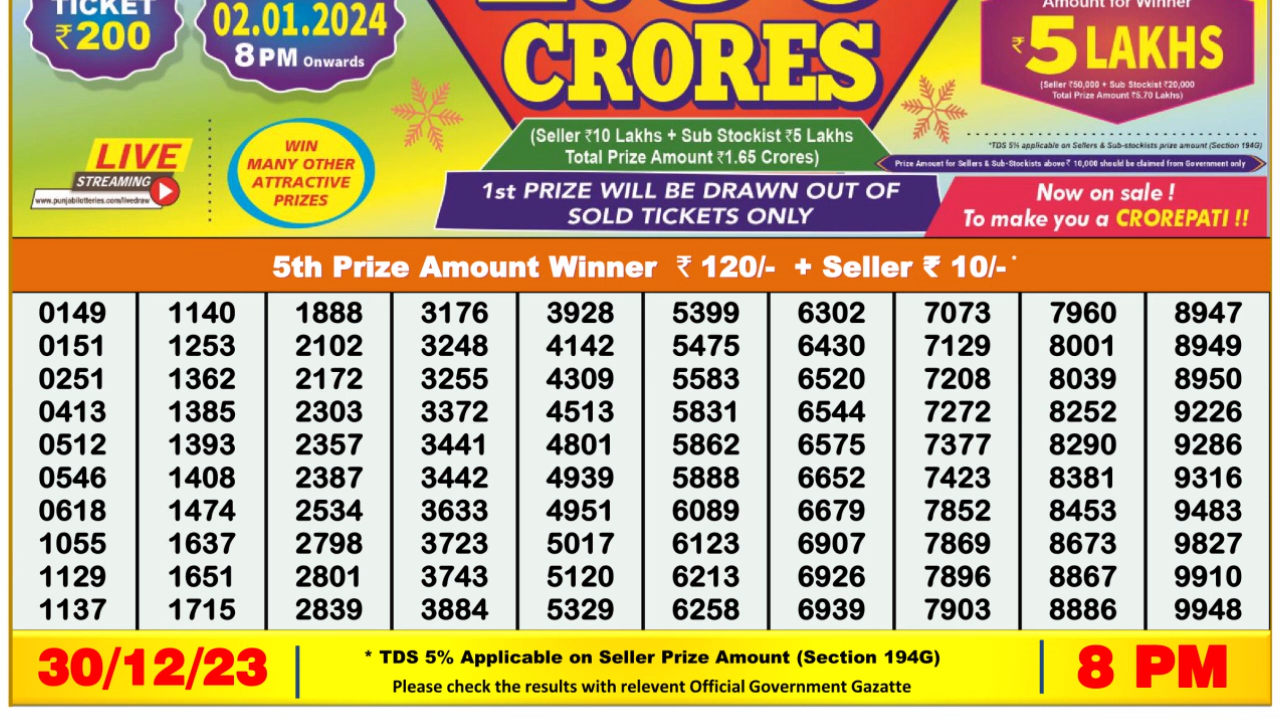 TICKET
₹200
02.01.2024
8 PM Onwards
CRORES
(Seller ₹10 Lakhs + Sub Stockist ₹5 Lakhs
Total Prize Amount ₹1.65 Crores)
Amount for Winner
₹5 LAKHS
(Seller ₹50,000 + Sub Stockist ₹20,000
Total Prize Amount ₹5.70 Lakhs)
*TDS 5% applicable on Sellers & Sub-stockists prize amount (Section 194G)
Prize Amount for Sellers & Sub-Stockists above ₹ 10,000 should be claimed from Government only
LIVE
STREAMING
www.punjabilotteries.com/livedraw
WIN
MANY OTHER
ATTRACTIVE
PRIZES
1st PRIZE WILL BE DRAWN OUT OF
SOLD TICKETS ONLY
Now on sale !
To make you a CROREPATI !!
5th Prize Amount Winner ₹ 120/- + Seller ₹ 10/- *
0149 1140 1888 3176 3928 5399 6302 7073 7960 8947
0151 1253 2102 3248 4142 5475 6430 7129 8001 8949
0251 1362 2172 3255 4309 5583 6520 7208 8039 8950
0413 1385 2303 3372 4513 5831 6544 7272 8252 9226
0512 1393 2357 3441 4801 5862 6575 7377 8290 9286
0546 1408 2387 3442 4939 5888 6652 7423 8381 9316
0618 1474 2534 3633 4951 6089 6679 7852 8453 9483
1055 1637 2798 3723 5017 6123 6907 7869 8673 9827
1129 1651 2801 3743 5120 6213 6926 7896 8867 9910
1137 1715 2839 3884 5329 6258 6939 7903 8886 9948
30/12/23
* TDS 5% Applicable on Seller Prize Amount (Section 194G)
Please check the results with relevent Official Government Gazatte
8 PM